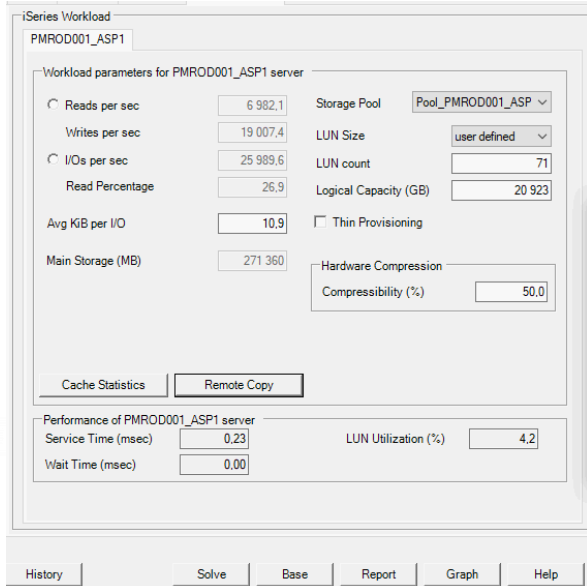 iSeries Workload
PMROD001_ASP1
Workload parameters for PMROD001_ASP1 server
Reads per sec 6 982,1
Writes per sec 19 007,4
I/Os per sec 25 989,6
Read Percentage 26,9
Avg KiB per I/O 10,9
Main Storage (MB) 271 360
Storage Pool Pool_PMROD001_ASP
LUN Size user defined
LUN count 71
Logical Capacity (GB) 20 923
Thin Provisioning
Hardware Compression
Compressibility (%) 50,0
Cache Statistics Remote Copy
Performance of PMROD001_ASP1 server
Service Time (msec) 0,23 LUN Utilization (%) 4,2
Wait Time (msec) 0,00
History Solve Base Report Graph Help